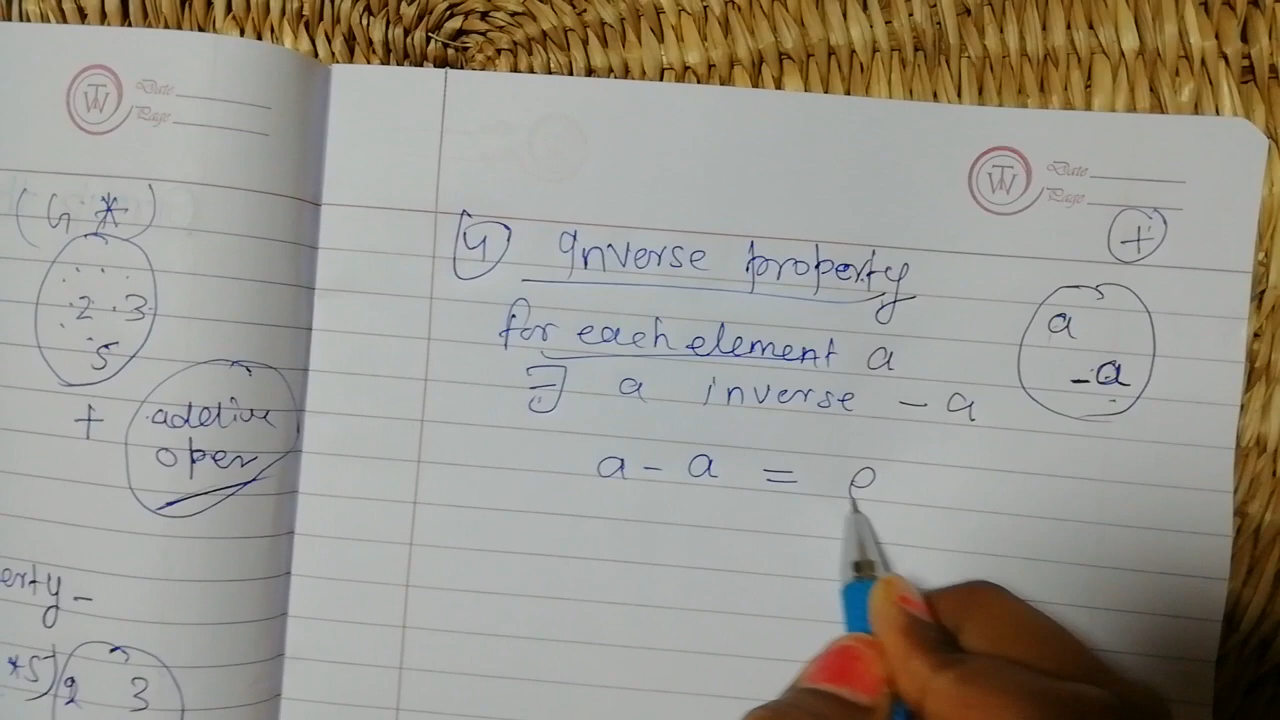 Date
Page
(G *)
2 3
5
+ additive
oper
erty -
*5) 2 3
Date
Page
+
4 Inverse property
for each element a
∃ a inverse - a
a - a = e
a
-a